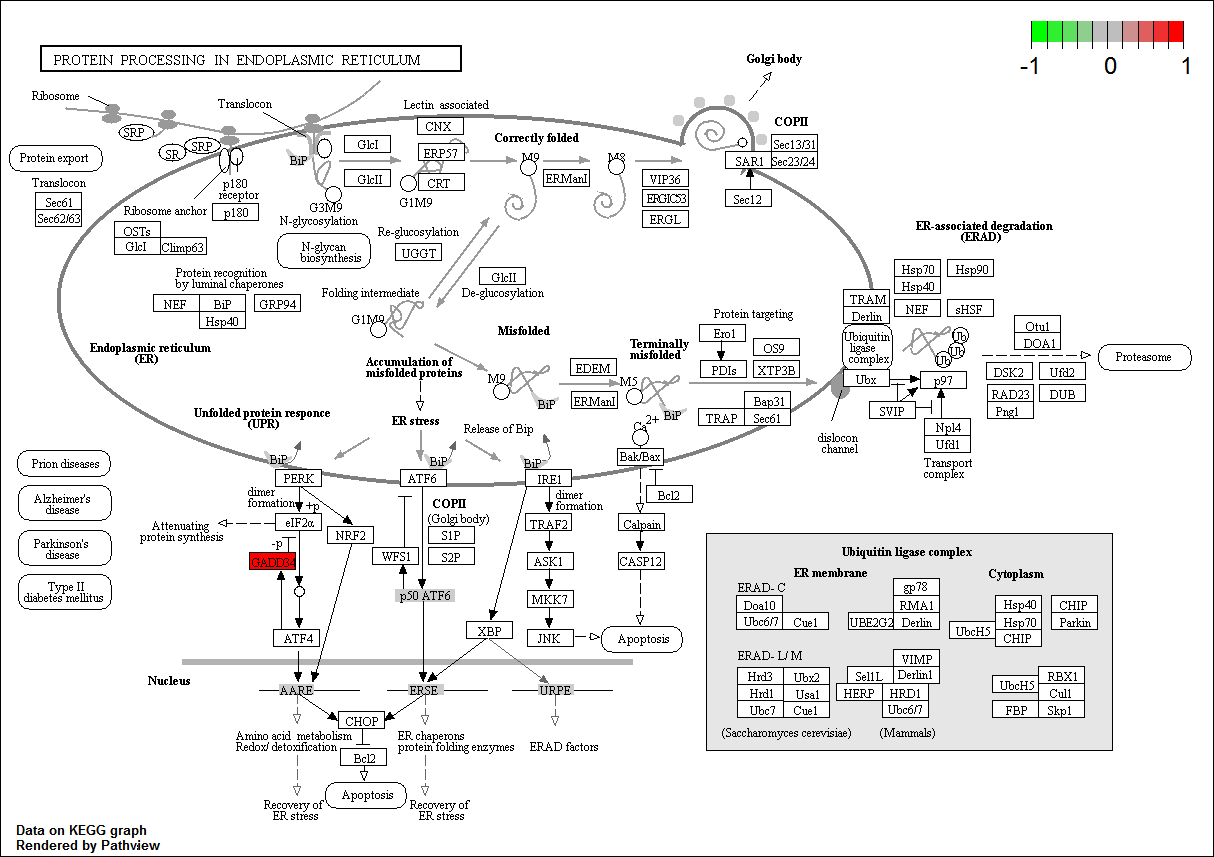 -1 0 1
PROTEIN PROCESSING IN ENDOPLASMIC RETICULUM
Golgi body
Ribosome
Translocon
Lectin associated
COPII
SRP
SRP
SR
CNX
Correctly folded
Sec13/31
SAR1
Sec23/24
GlcI
ERP57
M9
M8
BiP
Protein export
GlcII
CRT
ERManI
VIP36
ERGIC53
ERGL
Sec12
Translocon
Sec61
Sec62/63
p180
receptor
p180
Ribosome anchor
G3M9
N-glycosylation
G1M9
OSTs
GlcI
Climp63
N-glycan
biosynthesis
Re-glucosylation
UGGT
ER-associated degradation
(ERAD)
Protein recognition
by luminal chaperones
NEF
BiP
GRP94
Hsp40
GlcII
De-glucosylation
Folding intermediate
G1M9
Hsp70
Hsp90
Hsp40
TRAM
Derlin
NEF
sHSF
Misfolded
Protein targeting
Ero1
OS9
PDIs
XTP3B
Ubiquitin
ligase
complex
Ub
Ub
Ub
Otu1
DOA1
Proteasome
Endoplasmic reticulum
(ER)
Accumulation of
misfolded proteins
Terminally
misfolded
M9
EDEM
M5
ERManI
BiP
BiP
Ubx
p97
DSK2
Ufd2
RAD23
DUB
Png1
Bap31
TRAP
Sec61
SVIP
Npl4
Ufd1
Transport
complex
dislocon
channel
Unfolded protein responce
(UPR)
ER stress
Release of Bip
Ca2+
Bak/Bax
Bcl2
BiP
BiP
BiP
PERK
ATF6
IRE1
Prion diseases
Alzheimer's
disease
Parkinson's
disease
Type II
diabetes mellitus
dimer
formation
+p
eIF2α
Attenuating
protein synthesis
-p
GADD34
NRF2
COPII
(Golgi body)
S1P
S2P
WFS1
p50 ATF6
dimer
formation
TRAF2
ASK1
MKK7
JNK
Calpain
CASP12
Apoptosis
ATF4
XBP
Nucleus
AARE
ERSE
URPE
CHOP
Amino acid metabolism
Redox/ detoxification
Bcl2
ER chaperons
protein folding enzymes
ERAD factors
Recovery of
ER stress
Apoptosis
Recovery of
ER stress
Ubiquitin ligase complex
ER membrane
Cytoplasm
ERAD- C
Doa10
Ubc6/7
Cue1
gp78
RMA1
UBE2G2
Derlin
Hsp40
CHIP
UbcH5
Hsp70
Parkin
CHIP
ERAD- L/ M
Hrd3
Ubx2
Hrd1
Usa1
Ubc7
Cue1
VIMP
Sel1L
Derlin1
HERP
HRD1
Ubc6/7
RBX1
UbcH5
Cul1
FBP
Skp1
(Saccharomyces cerevisiae)
(Mammals)
Data on KEGG graph
Rendered by Pathview